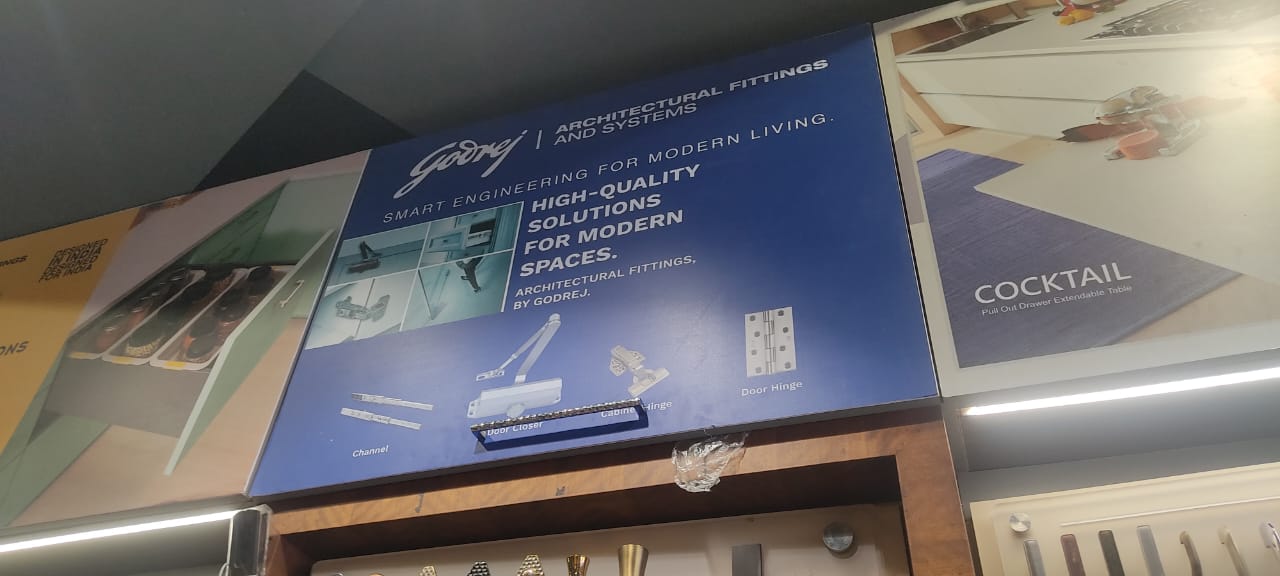 NGS
DESIGNED
IN INDIA
DESIGNED
FOR INDIA
ONS
Godrej | ARCHITECTURAL FITTINGS
AND SYSTEMS
SMART ENGINEERING FOR MODERN LIVING.
HIGH-QUALITY
SOLUTIONS
FOR MODERN
SPACES.
ARCHITECTURAL FITTINGS,
BY GODREJ.
Channel
Door Closer
Cabinet Hinge
Door Hinge
COCKTAIL
Pull Out Drawer Extendable Table